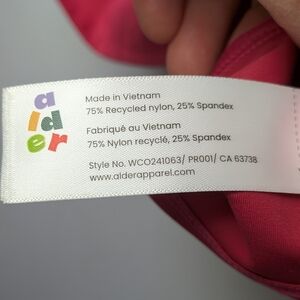 alder
Made in Vietnam
75% Recycled nylon, 25% Spandex
Fabriqué au Vietnam
75% Nylon recyclé, 25% Spandex
Style No. WCO241063/ PR001/ CA 63738
www.alderapparel.com